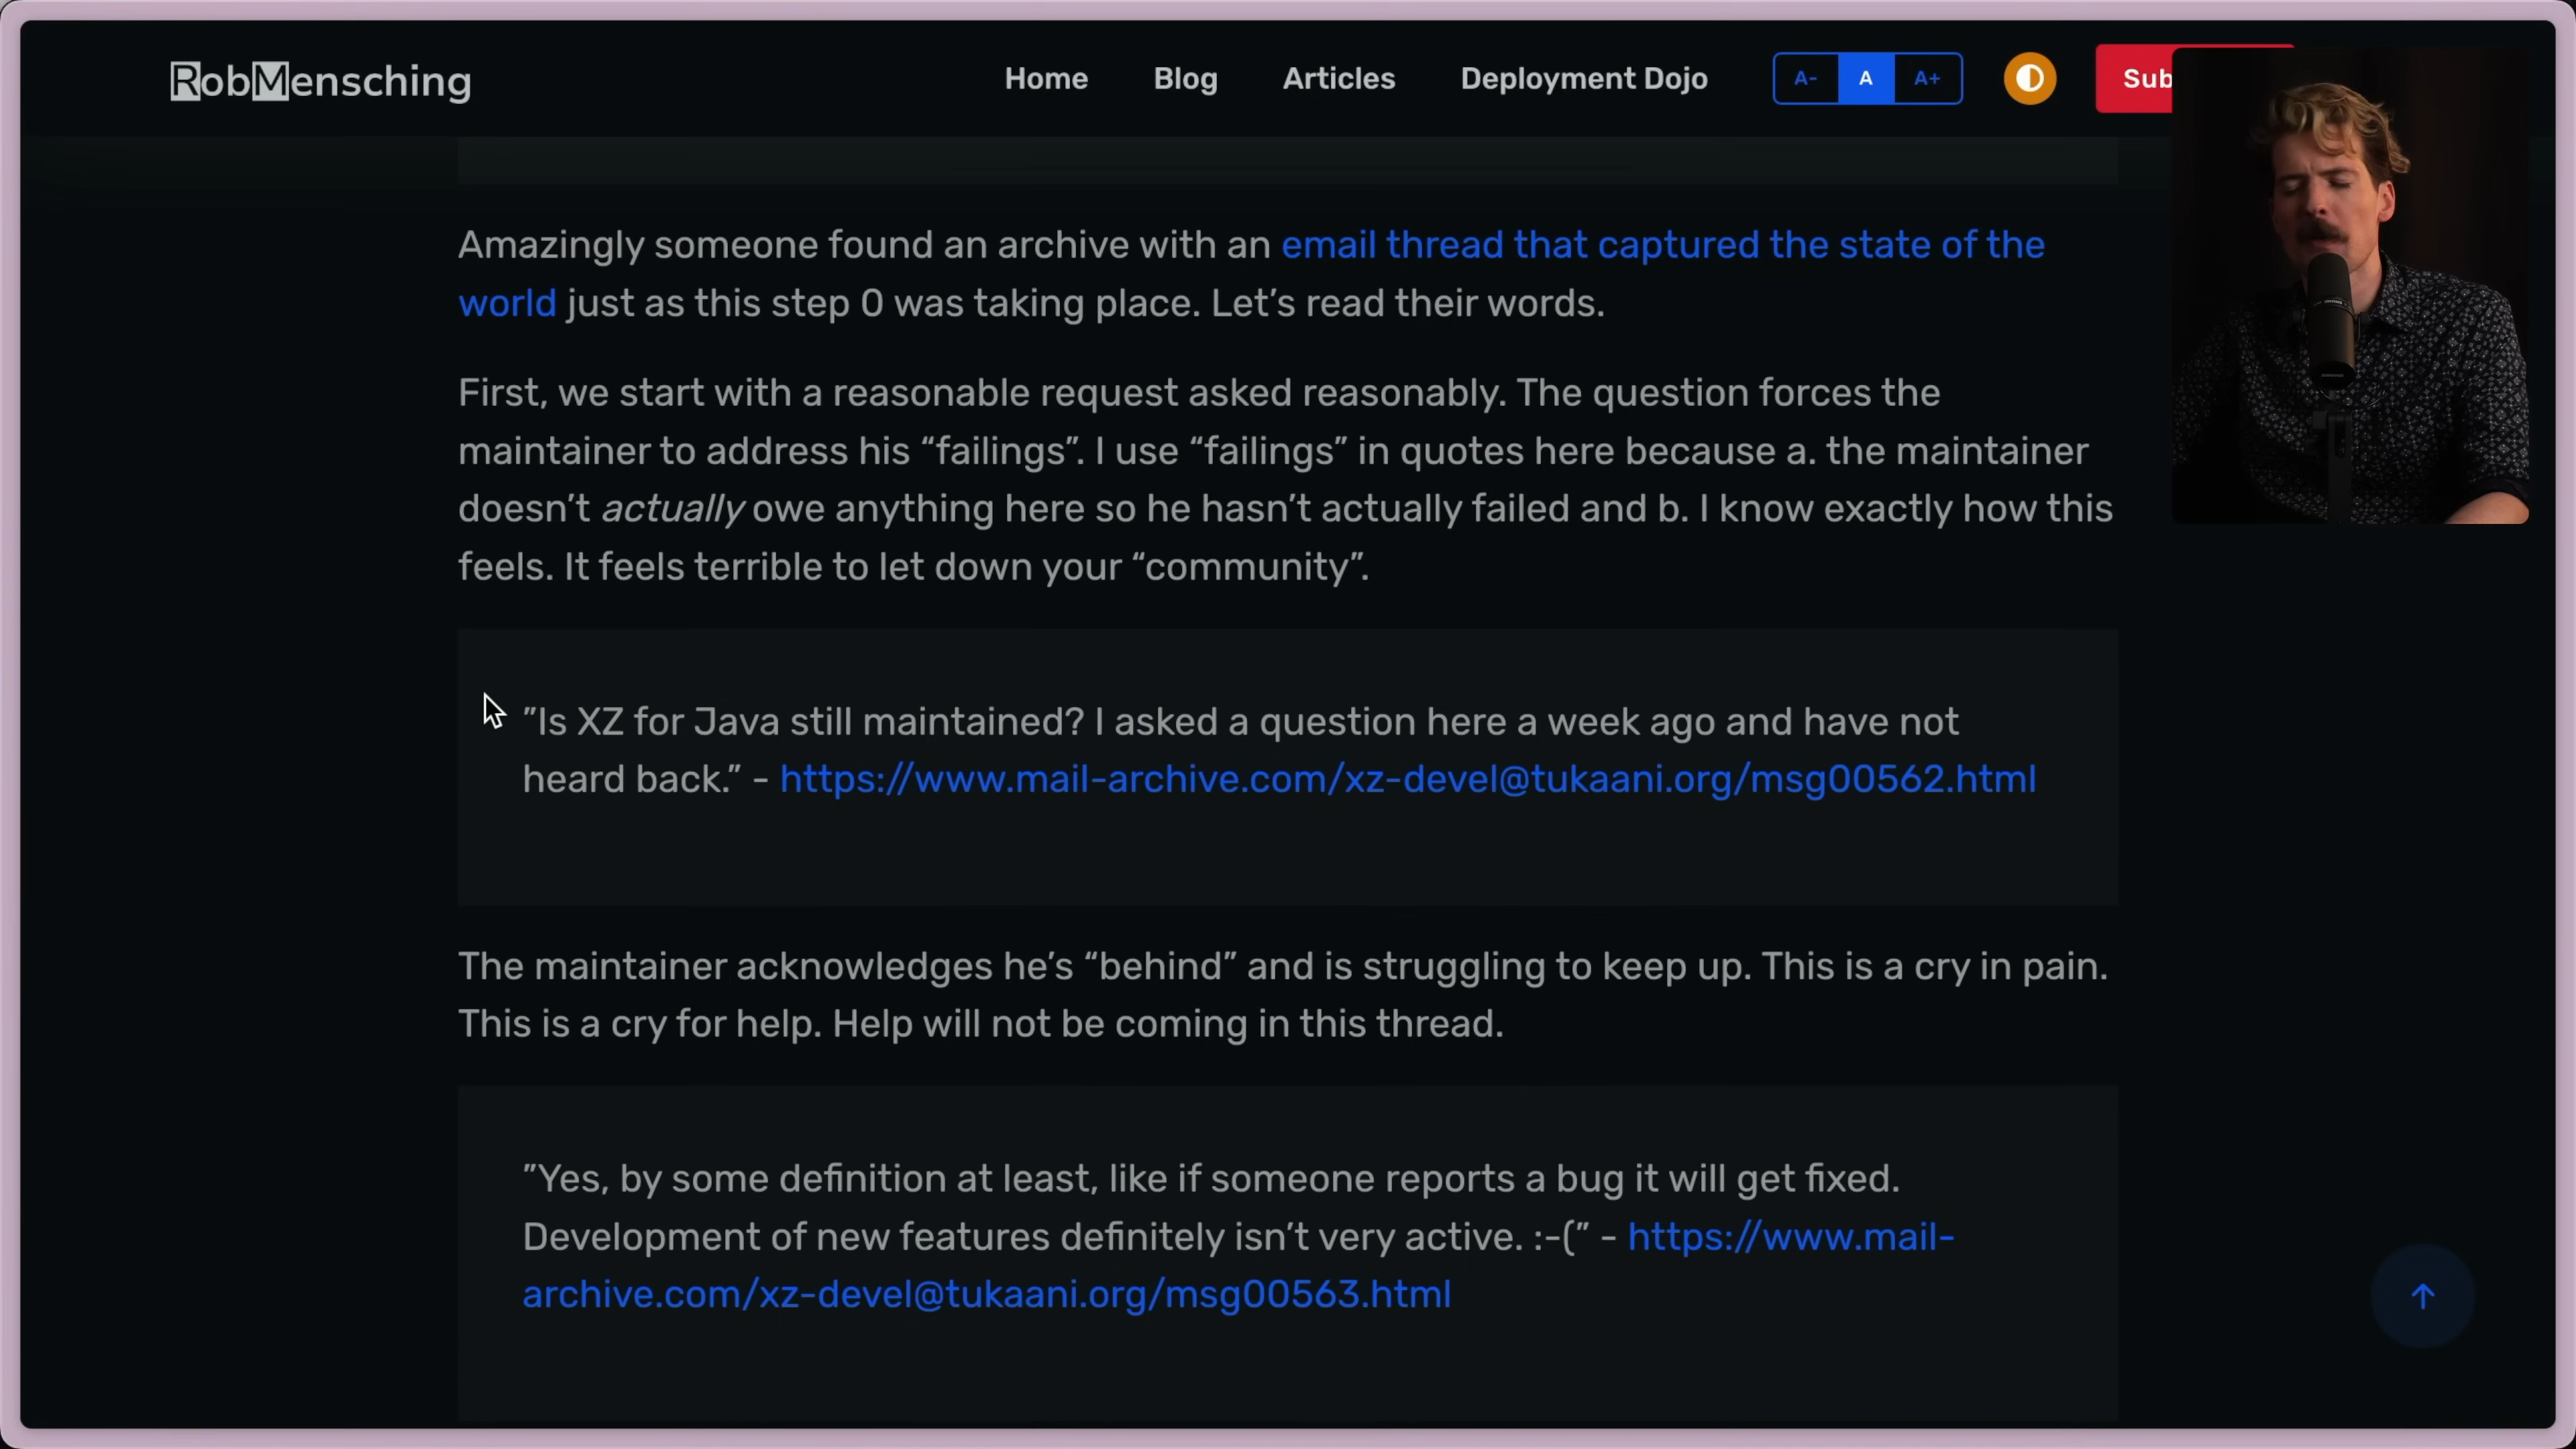 RobMensching
Home Blog Articles Deployment Dojo A- A A+ Sub
Amazingly someone found an archive with an email thread that captured the state of the
world just as this step 0 was taking place. Let’s read their words.
First, we start with a reasonable request asked reasonably. The question forces the
maintainer to address his “failings”. I use “failings” in quotes here because a. the maintainer
doesn’t actually owe anything here so he hasn’t actually failed and b. I know exactly how this
feels. It feels terrible to let down your “community”.
”Is XZ for Java still maintained? I asked a question here a week ago and have not
heard back.” - https://www.mail-archive.com/xz-devel@tukaani.org/msg00562.html
The maintainer acknowledges he’s “behind” and is struggling to keep up. This is a cry in pain.
This is a cry for help. Help will not be coming in this thread.
”Yes, by some definition at least, like if someone reports a bug it will get fixed.
Development of new features definitely isn’t very active. :-(” - https://www.mail-
archive.com/xz-devel@tukaani.org/msg00563.html